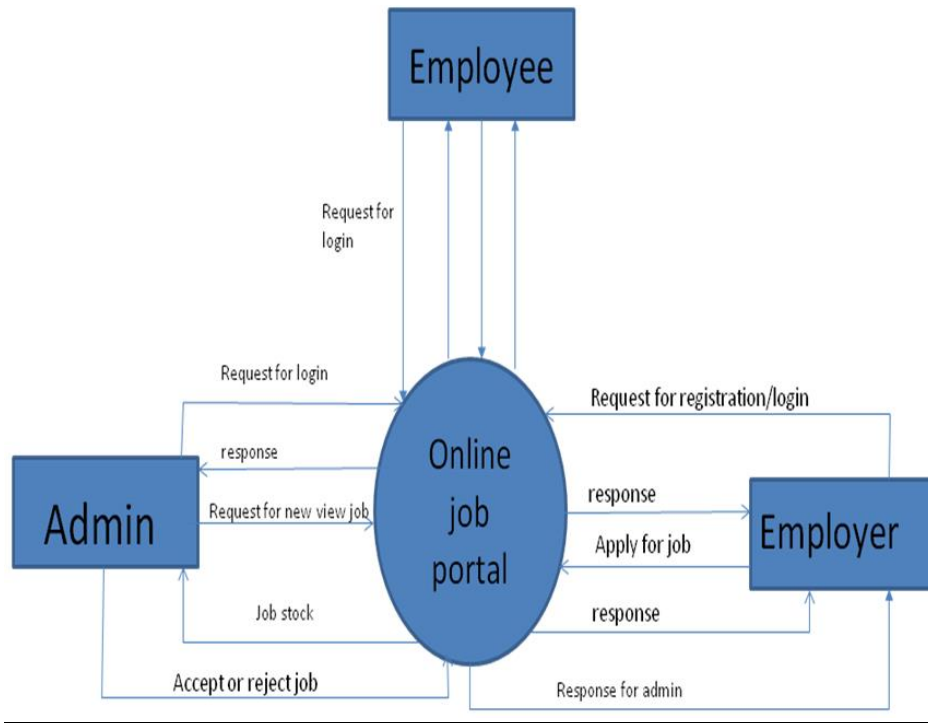 Employee
Request for
login
Request for login
Request for registration/login
response
Online
job
portal
response
Admin
Request for new view job
Employer
Apply for job
Job stock
response
Accept or reject job
Response for admin